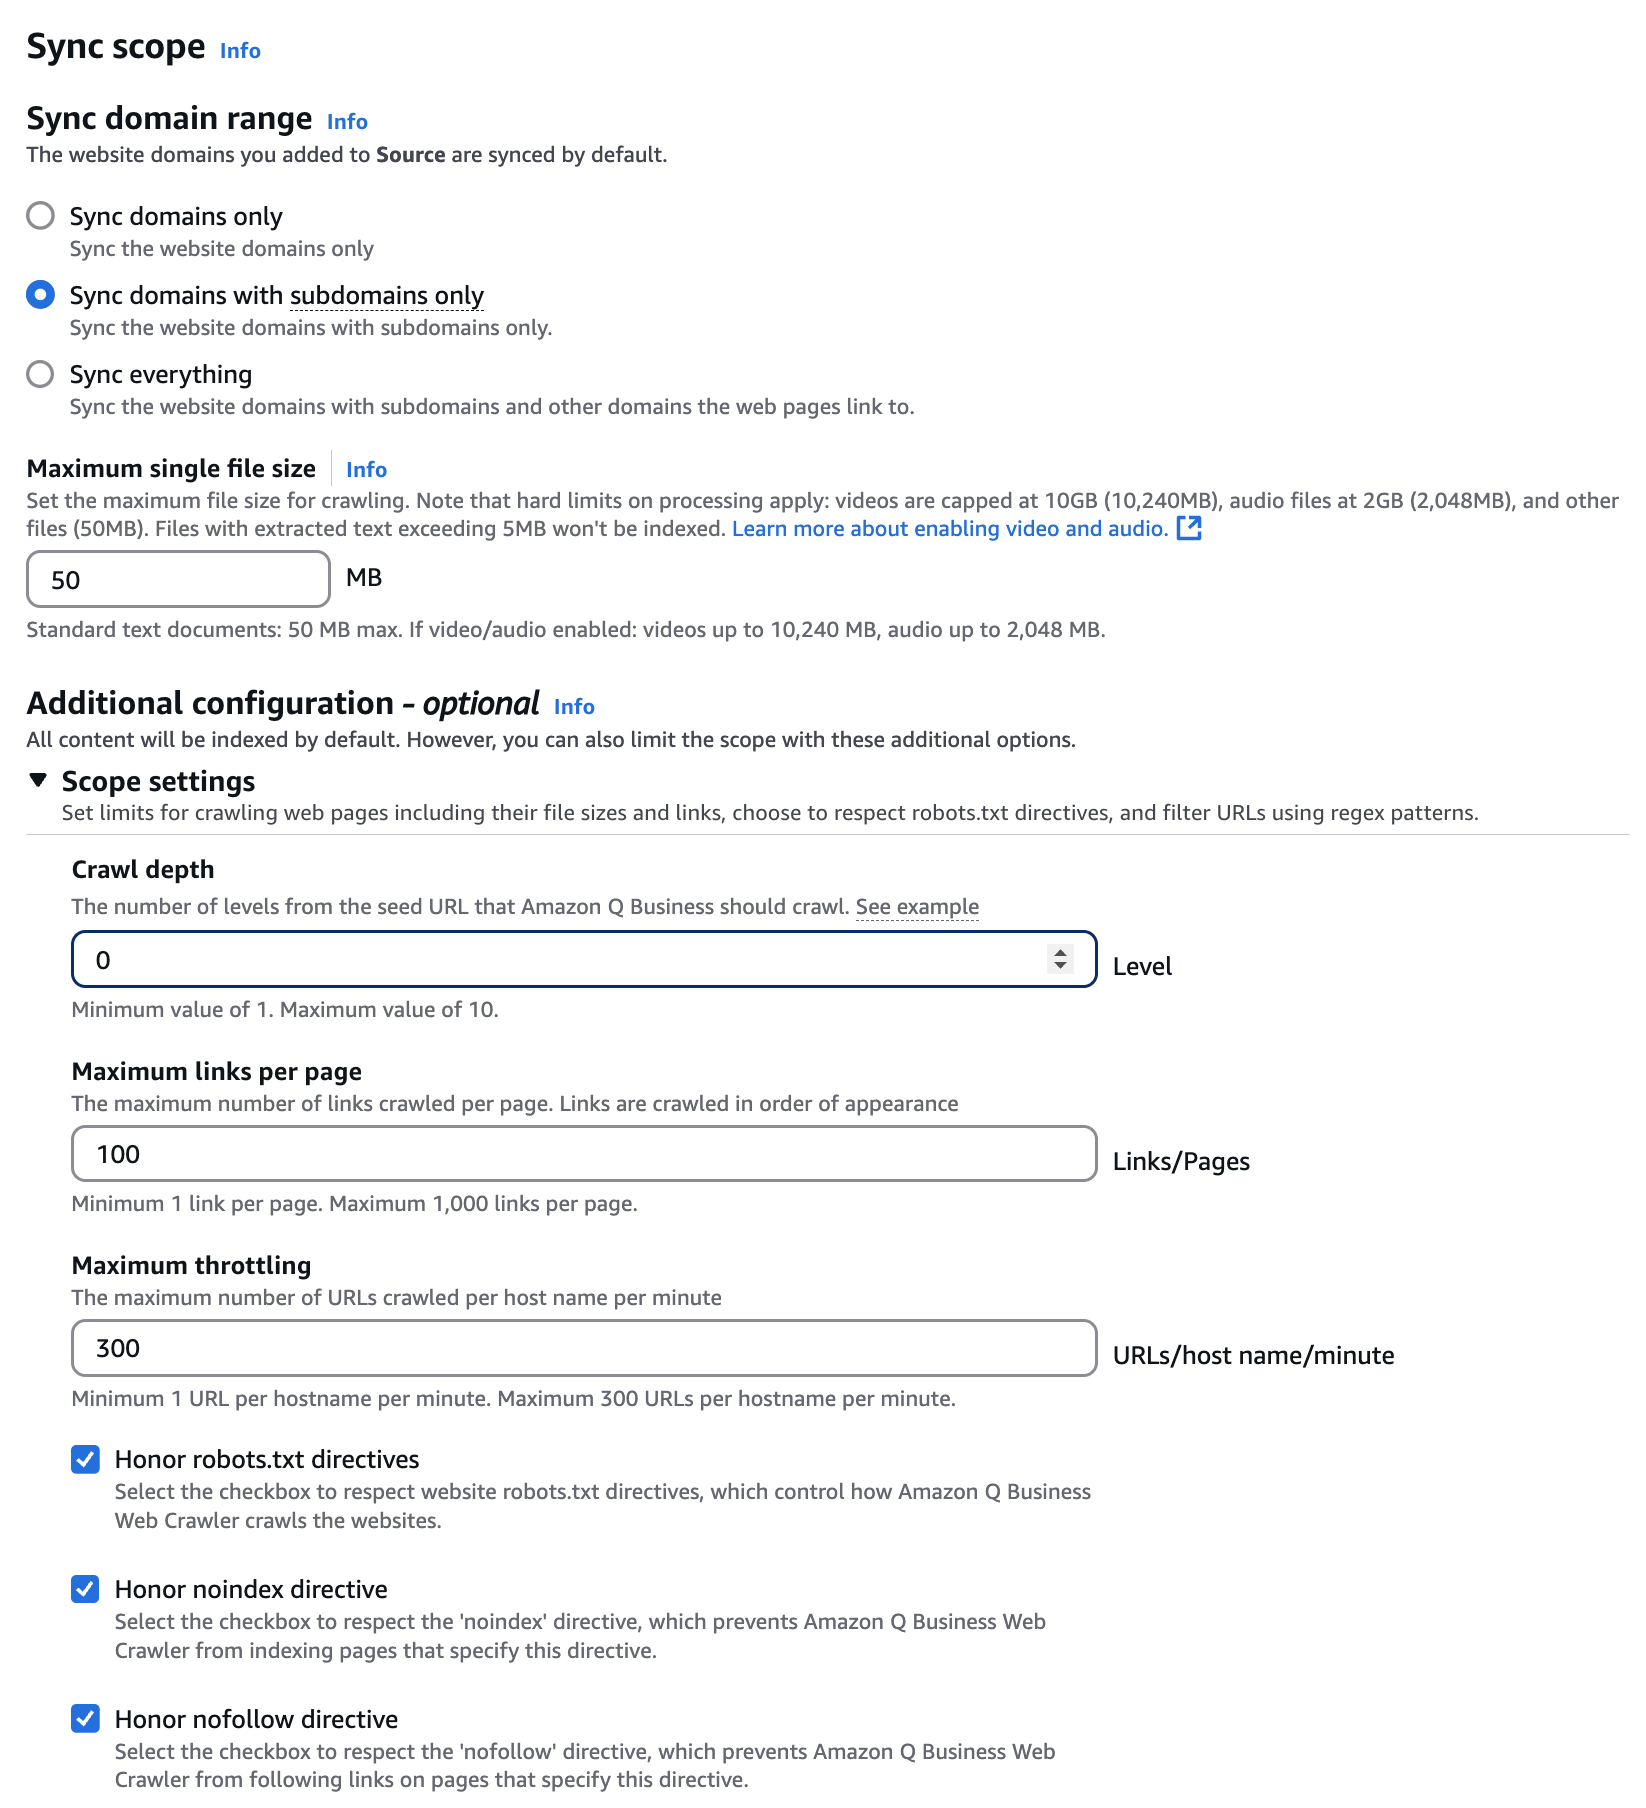 Sync scope Info
Sync domain range Info
The website domains you added to Source are synced by default.
Sync domains only
Sync the website domains only
Sync domains with subdomains only
Sync the website domains with subdomains only.
Sync everything
Sync the website domains with subdomains and other domains the web pages link to.
Maximum single file size Info
Set the maximum file size for crawling. Note that hard limits on processing apply: videos are capped at 10GB (10,240MB), audio files at 2GB (2,048MB), and other
files (50MB). Files with extracted text exceeding 5MB won't be indexed. Learn more about enabling video and audio.
50 MB
Standard text documents: 50 MB max. If video/audio enabled: videos up to 10,240 MB, audio up to 2,048 MB.
Additional configuration - optional Info
All content will be indexed by default. However, you can also limit the scope with these additional options.
Scope settings
Set limits for crawling web pages including their file sizes and links, choose to respect robots.txt directives, and filter URLs using regex patterns.
Crawl depth
The number of levels from the seed URL that Amazon Q Business should crawl. See example
0 Level
Minimum value of 1. Maximum value of 10.
Maximum links per page
The maximum number of links crawled per page. Links are crawled in order of appearance
100 Links/Pages
Minimum 1 link per page. Maximum 1,000 links per page.
Maximum throttling
The maximum number of URLs crawled per host name per minute
300 URLs/host name/minute
Minimum 1 URL per hostname per minute. Maximum 300 URLs per hostname per minute.
Honor robots.txt directives
Select the checkbox to respect website robots.txt directives, which control how Amazon Q Business
Web Crawler crawls the websites.
Honor noindex directive
Select the checkbox to respect the 'noindex' directive, which prevents Amazon Q Business Web
Crawler from indexing pages that specify this directive.
Honor nofollow directive
Select the checkbox to respect the 'nofollow' directive, which prevents Amazon Q Business Web
Crawler from following links on pages that specify this directive.